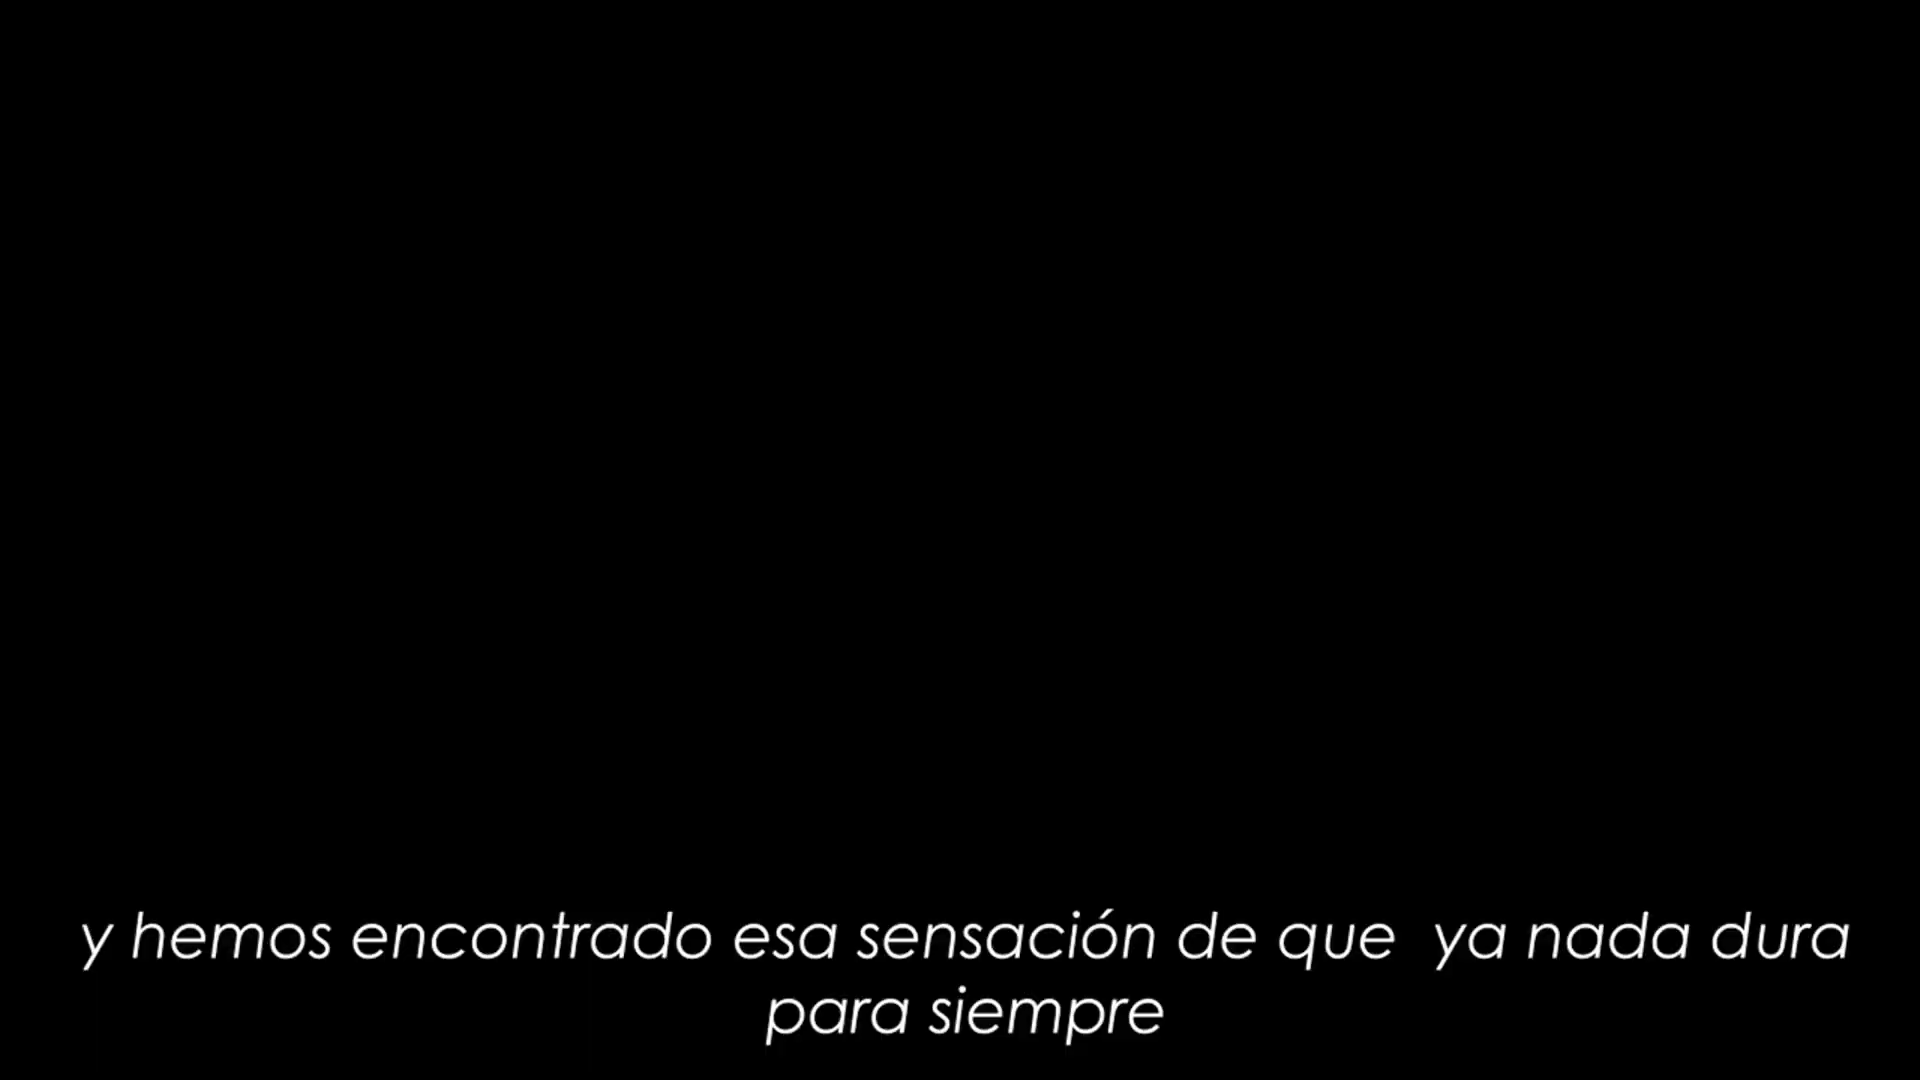 y hemos encontrado esa sensación de que  ya nada dura
para siempre